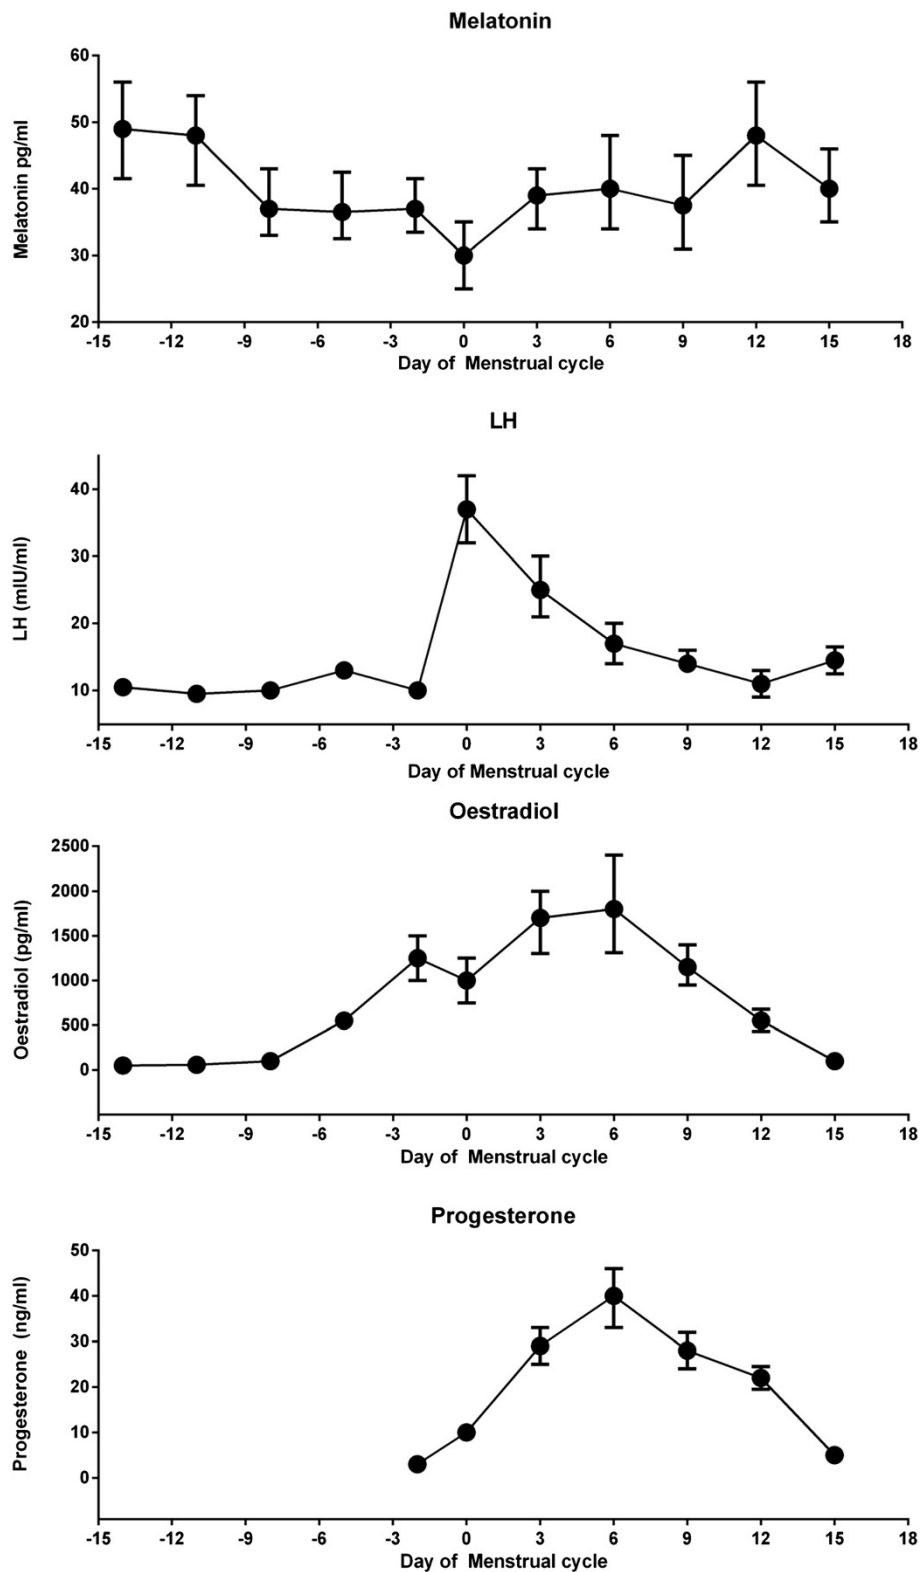 Melatonin
60
50
40
30
20
Melatonin pg/ml
-15 -12 -9 -6 -3 0 3 6 9 12 15 18
Day of Menstrual cycle
LH
40
30
20
10
LH (mIU/ml)
-15 -12 -9 -6 -3 0 3 6 9 12 15 18
Day of Menstrual cycle
Oestradiol
2500
2000
1500
1000
500
0
Oestradiol (pg/ml)
-15 -12 -9 -6 -3 0 3 6 9 12 15 18
Day of Menstrual cycle
Progesterone
50
40
30
20
10
0
Progesterone (ng/ml)
-15 -12 -9 -6 -3 0 3 6 9 12 15 18
Day of Menstrual cycle